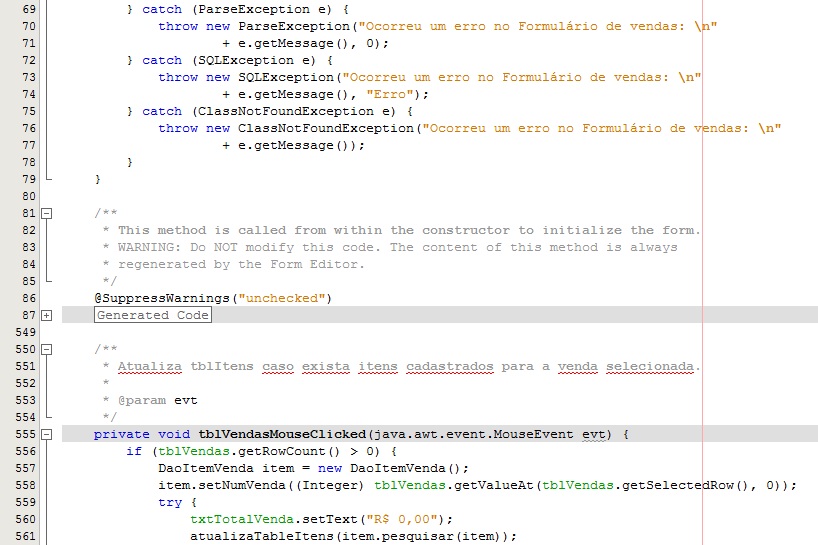 69 } catch (ParseException e) {
70 throw new ParseException("Ocorreu um erro no Formulário de vendas: \n"
71 + e.getMessage(), 0);
72 } catch (SQLException e) {
73 throw new SQLException("Ocorreu um erro no Formulário de vendas: \n"
74 + e.getMessage(), "Erro");
75 } catch (ClassNotFoundException e) {
76 throw new ClassNotFoundException("Ocorreu um erro no Formulário de vendas: \n"
77 + e.getMessage());
78 }
79 }
80
81 /**
82 * This method is called from within the constructor to initialize the form.
83 * WARNING: Do NOT modify this code. The content of this method is always
84 * regenerated by the Form Editor.
85 */
86 @SuppressWarnings("unchecked")
87 Generated Code
549
550 /**
551 * Atualiza tblItens caso exista itens cadastrados para a venda selecionada.
552 *
553 * @param evt
554 */
555 private void tblVendasMouseClicked(java.awt.event.MouseEvent evt) {
556 if (tblVendas.getRowCount() > 0) {
557 DaoItemVenda item = new DaoItemVenda();
558 item.setNumVenda((Integer) tblVendas.getValueAt(tblVendas.getSelectedRow(), 0));
559 try {
560 txtTotalVenda.setText("R$ 0,00");
561 atualizaTableItens(item.pesquisar(item));